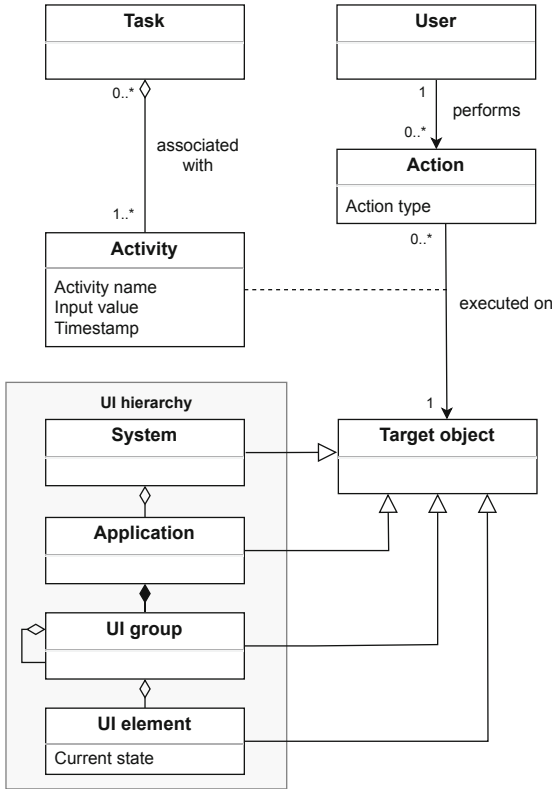 Task
User
0..*
1
performs
associated
with
0..*
Action
Action type
1..*
0..*
Activity
Activity name
Input value
Timestamp
executed on
UI hierarchy
1
System
Target object
Application
UI group
UI element
Current state